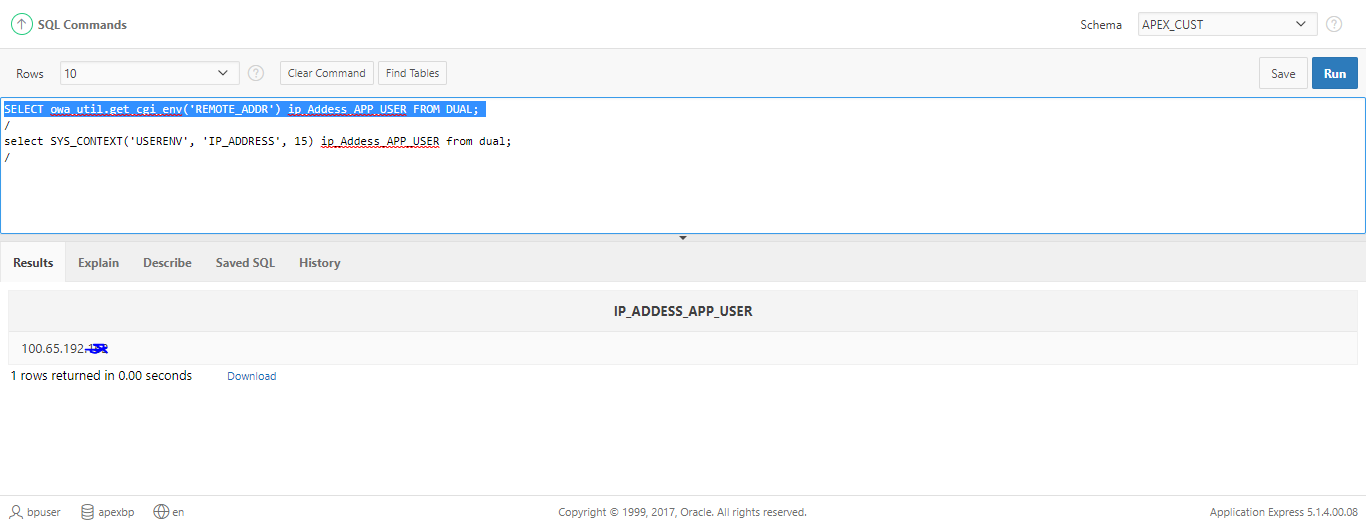 SQL Commands
Schema APEX_CUST
Rows 10 Clear Command Find Tables Save Run
SELECT owa_util.get_cgi_env('REMOTE_ADDR') ip_Addess_APP_USER FROM DUAL;
/
select SYS_CONTEXT('USERENV', 'IP_ADDRESS', 15) ip_Addess_APP_USER from dual;
/
Results Explain Describe Saved SQL History
IP_ADDESS_APP_USER
100.65.192.
1 rows returned in 0.00 seconds Download
bpuser apexbp en Copyright © 1999, 2017, Oracle. All rights reserved. Application Express 5.1.4.00.08